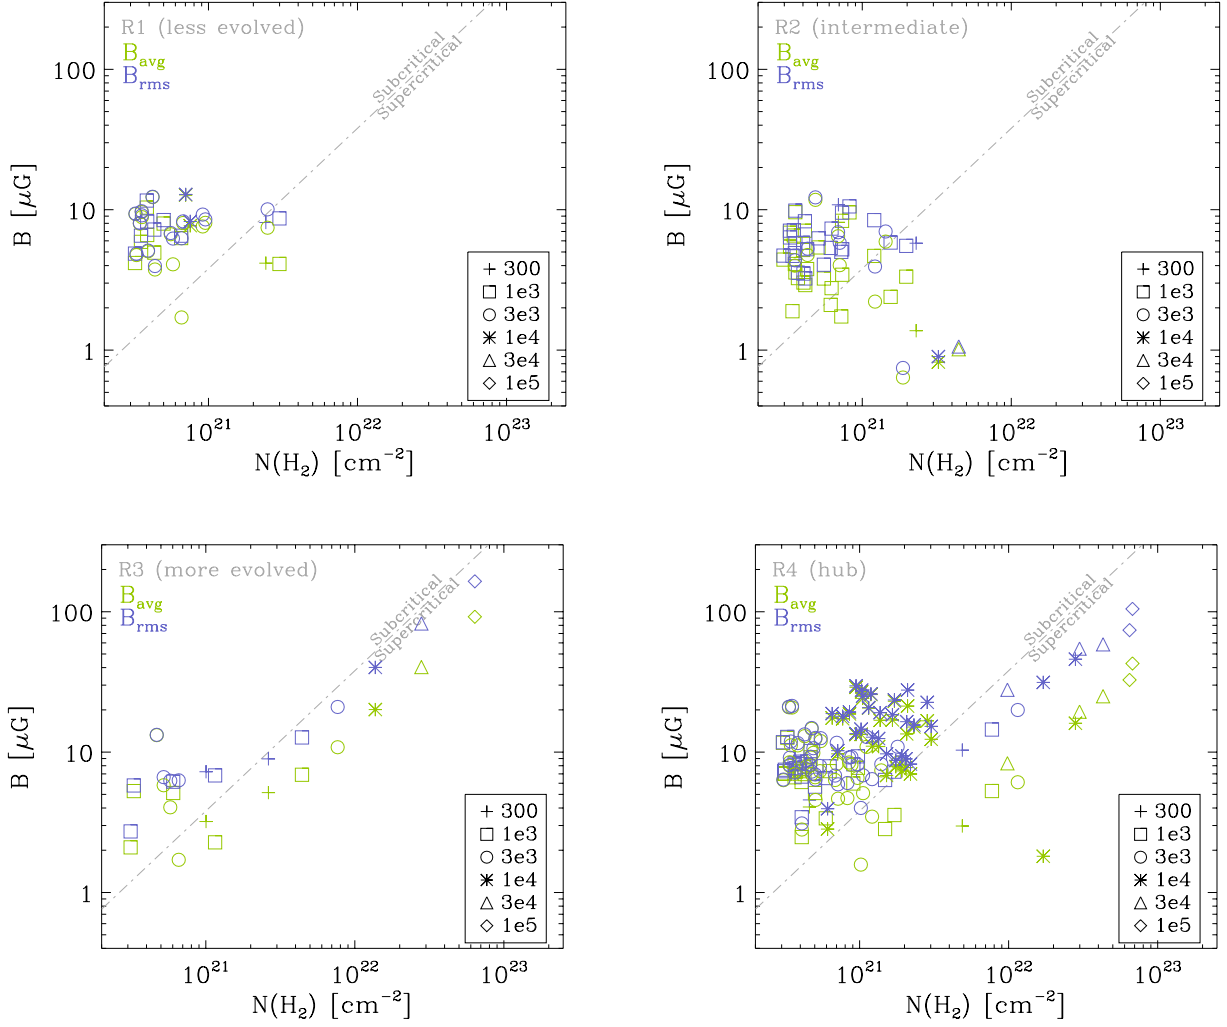 R1 (less evolved)
B_avg
B_rms
Subcritical
Supercritical
100
10
1
B [μG]
300
1e3
3e3
1e4
3e4
1e5
10^21
10^22
10^23
N(H_2) [cm^-2]
R2 (intermediate)
B_avg
B_rms
Subcritical
Supercritical
100
10
1
B [μG]
300
1e3
3e3
1e4
3e4
1e5
10^21
10^22
10^23
N(H_2) [cm^-2]
R3 (more evolved)
B_avg
B_rms
Subcritical
Supercritical
100
10
1
B [μG]
300
1e3
3e3
1e4
3e4
1e5
10^21
10^22
10^23
N(H_2) [cm^-2]
R4 (hub)
B_avg
B_rms
Subcritical
Supercritical
100
10
1
B [μG]
300
1e3
3e3
1e4
3e4
1e5
10^21
10^22
10^23
N(H_2) [cm^-2]